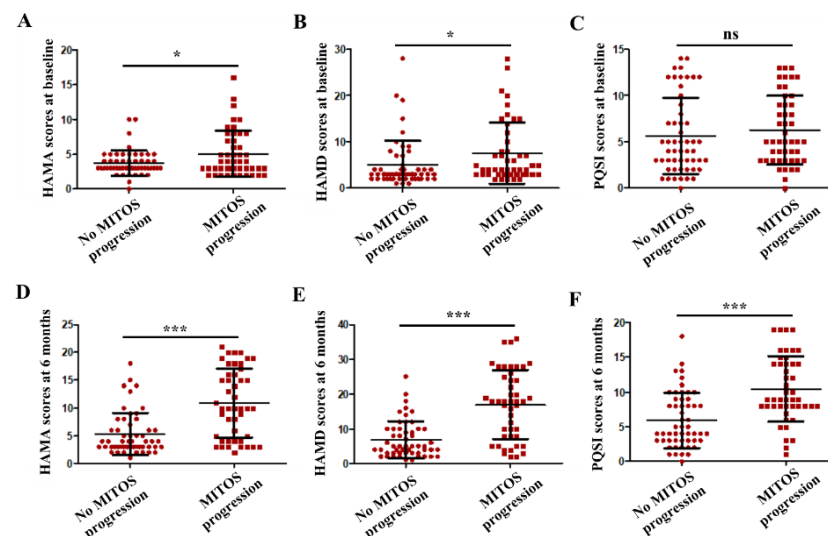 A
HAMA scores at baseline
20
15
10
5
0
*
No MITOS
progression
MITOS
progression
B
HAMD scores at baseline
30
20
10
0
*
No MITOS
progression
MITOS
progression
C
PQSI scores at baseline
20
15
10
5
0
ns
No MITOS
progression
MITOS
progression
D
HAMA scores at 6 months
25
20
15
10
5
0
***
No MITOS
progression
MITOS
progression
E
HAMD scores at 6 months
40
30
20
10
0
***
No MITOS
progression
MITOS
progression
F
PQSI scores at 6 months
20
15
10
5
0
***
No MITOS
progression
MITOS
progression